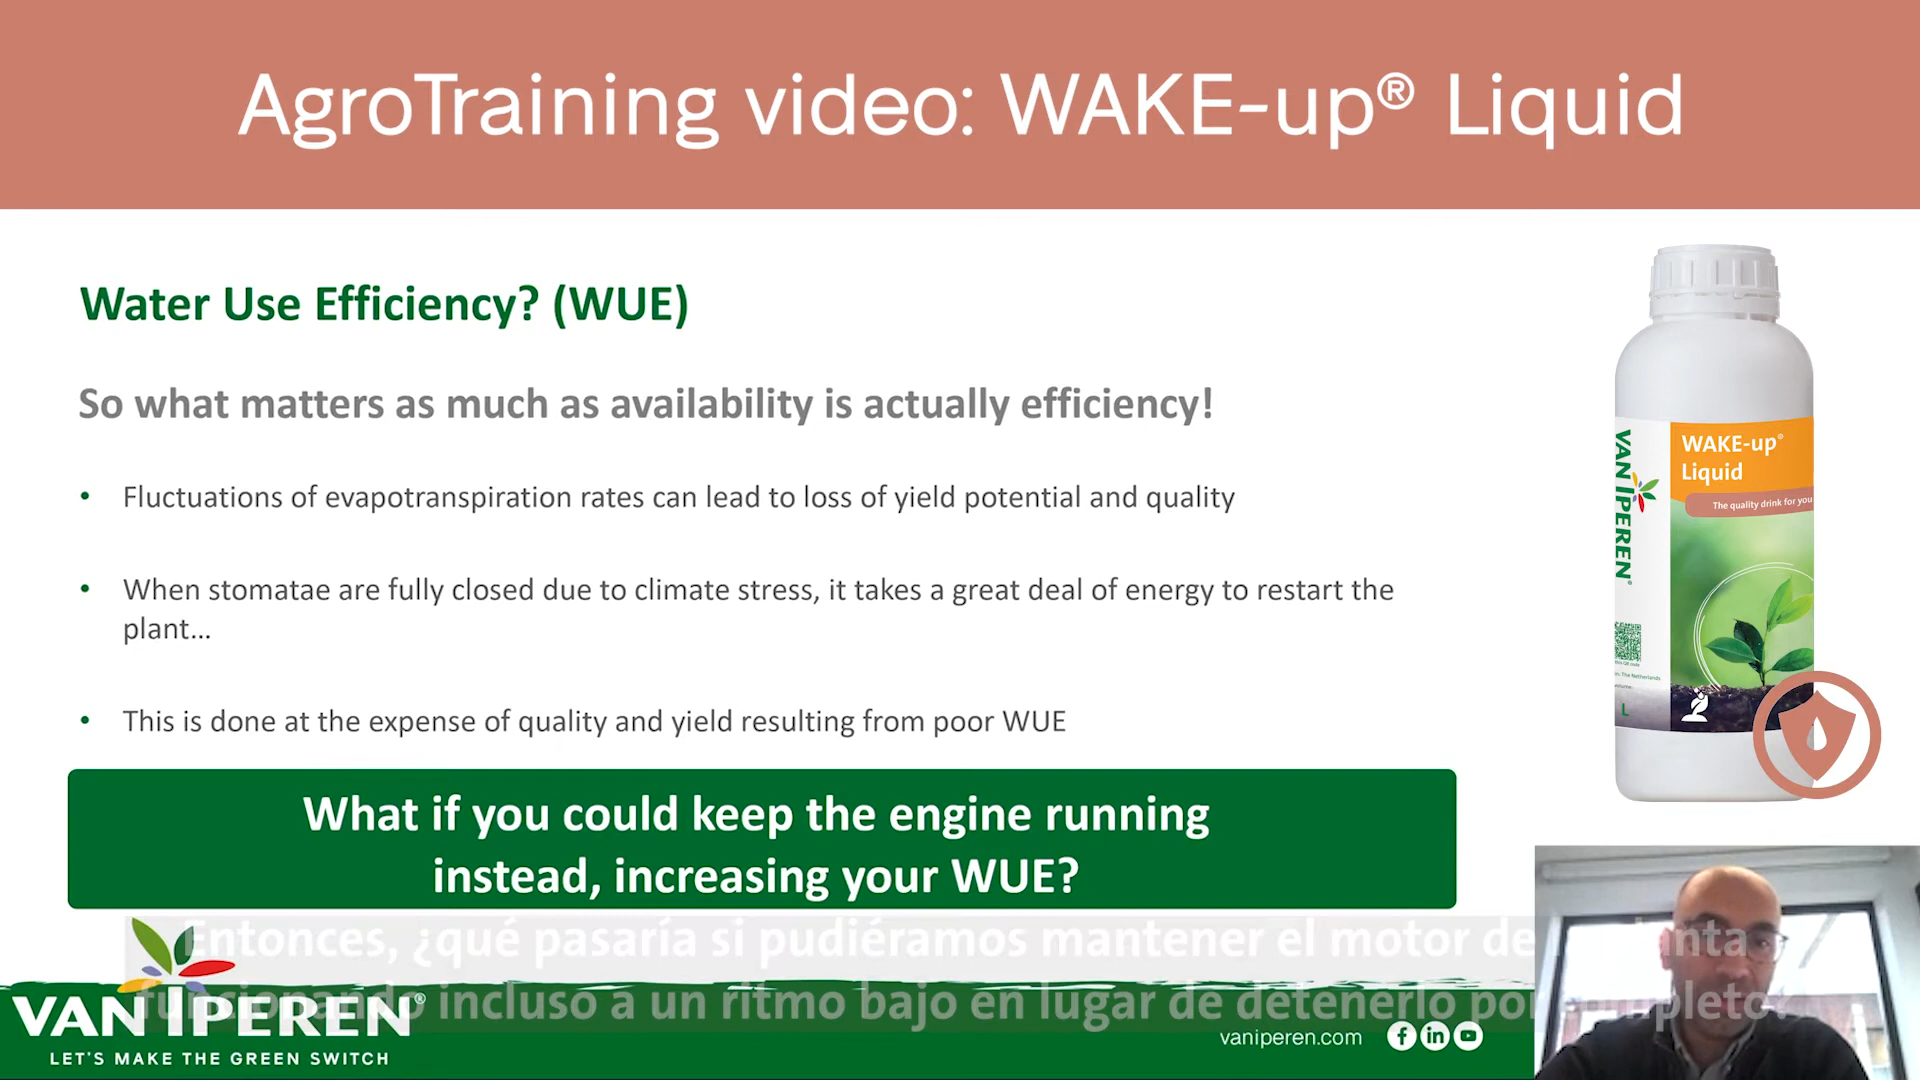 AgroTraining video: WAKE-up® Liquid
Water Use Efficiency? (WUE)
So what matters as much as availability is actually efficiency!
• Fluctuations of evapotranspiration rates can lead to loss of yield potential and quality
• When stomatae are fully closed due to climate stress, it takes a great deal of energy to restart the
plant...
• This is done at the expense of quality and yield resulting from poor WUE
What if you could keep the engine running
instead, increasing your WUE?
WAKE-up®
Liquid
The quality drink for you
VAN IPEREN®
L
Entonces, ¿qué pasaría si pudiéramos mantener el motor de
incluso a un ritmo bajo en lugar de detenerlo por completo?
VAN IPEREN®
LET'S MAKE THE GREEN SWITCH
vaniperen.com